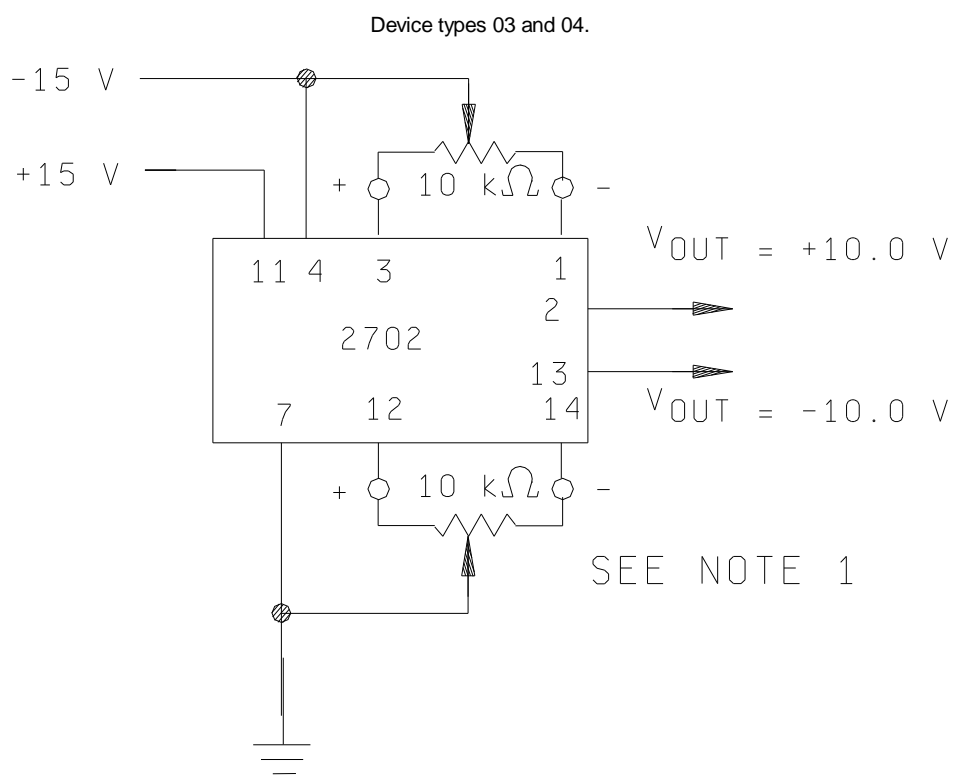 Device types 03 and 04.
-15 V
+15 V
+ 10 kΩ -
VOUT = +10.0 V
11 4 3 1
2
2702
13
VOUT = -10.0 V
7 12 14
+ 10 kΩ -
SEE NOTE 1